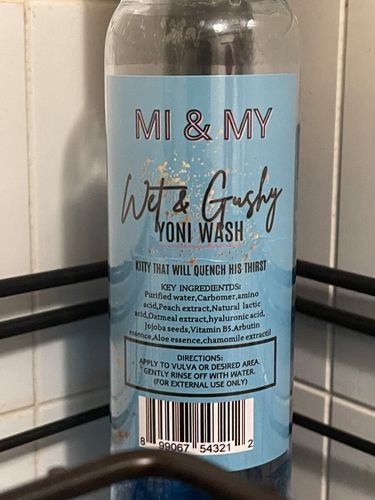 MI & MY
Wet & Gushy
YONI WASH
KITTY THAT WILL QUENCH HIS THIRST
KEY INGREIDENTDS:
Purified water,Carbomer,amino
acid,Peach extract,Natural lactic
acid,Oatmeal extract,hyaluronic acid,
Jojoba seeds,Vitamin B5.Arbutin
essence,Aloe essence,chamomile extractil
DIRECTIONS:
APPLY TO VULVA OR DESIRED AREA.
GENTLY RINSE OFF WITH WATER.
(FOR EXTERNAL USE ONLY)
8 99067 54321 2